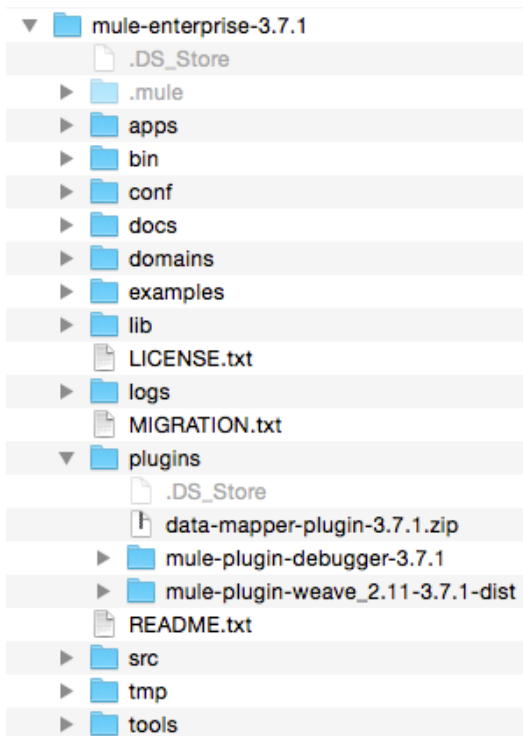 mule-enterprise-3.7.1
.DS_Store
.mule
apps
bin
conf
docs
domains
examples
lib
LICENSE.txt
logs
MIGRATION.txt
plugins
.DS_Store
data-mapper-plugin-3.7.1.zip
mule-plugin-debugger-3.7.1
mule-plugin-weave_2.11-3.7.1-dist
README.txt
src
tmp
tools